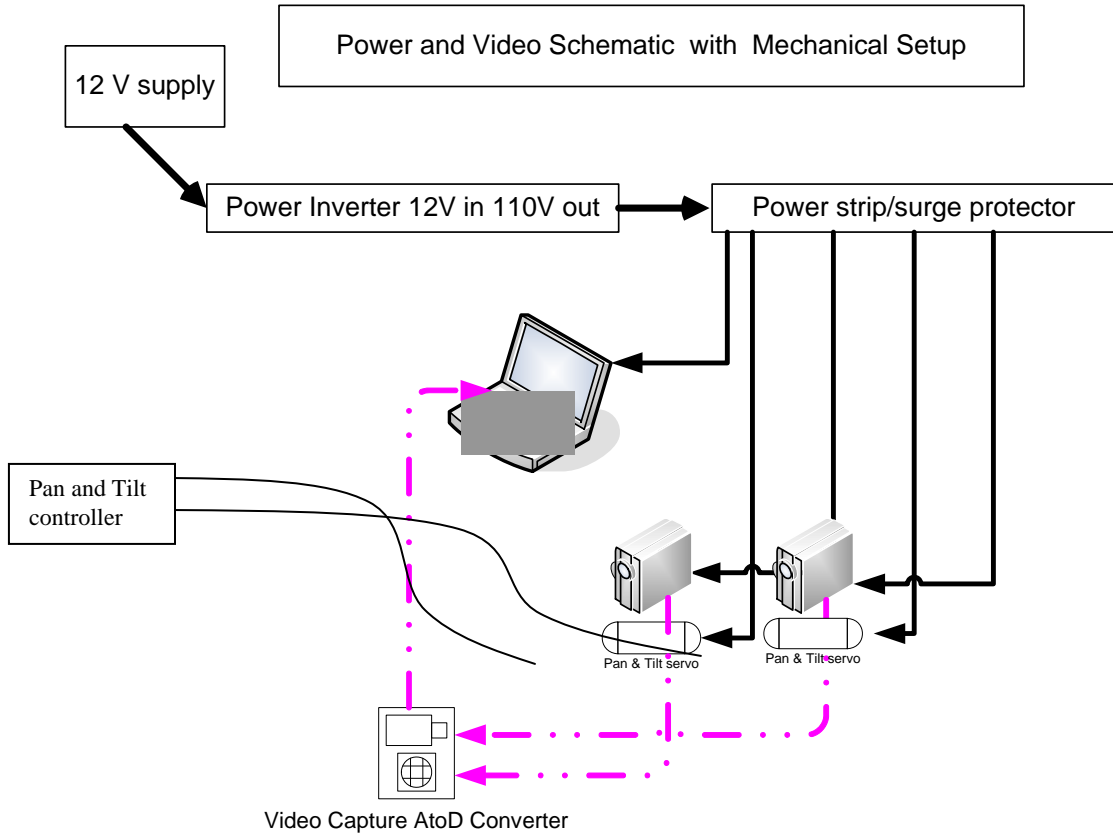 Power and Video Schematic with Mechanical Setup
12 V supply
Power Inverter 12V in 110V out
Power strip/surge protector
Pan and Tilt
controller
Pan & Tilt servo
Pan & Tilt servo
Video Capture AtoD Converter